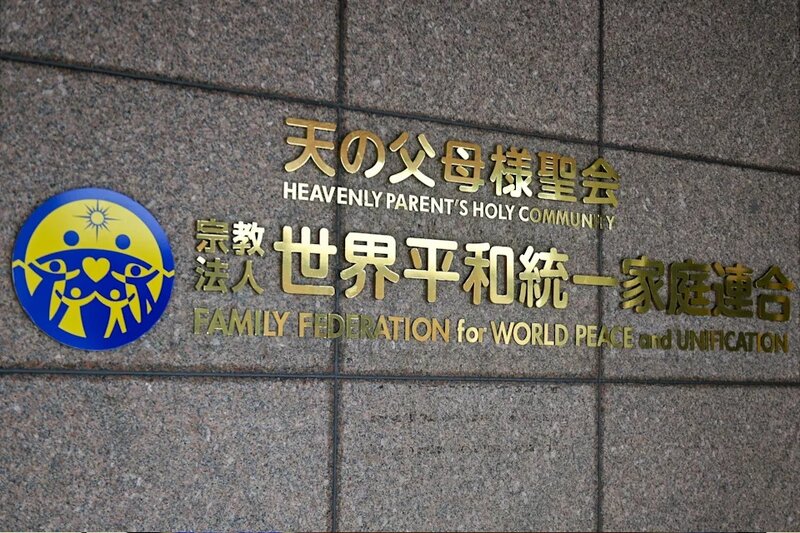 天の父母様聖会
HEAVENLY PARENT'S HOLY COMMUNITY
宗教法人 世界平和統一家庭連合
FAMILY FEDERATION for WORLD PEACE and UNIFICATION